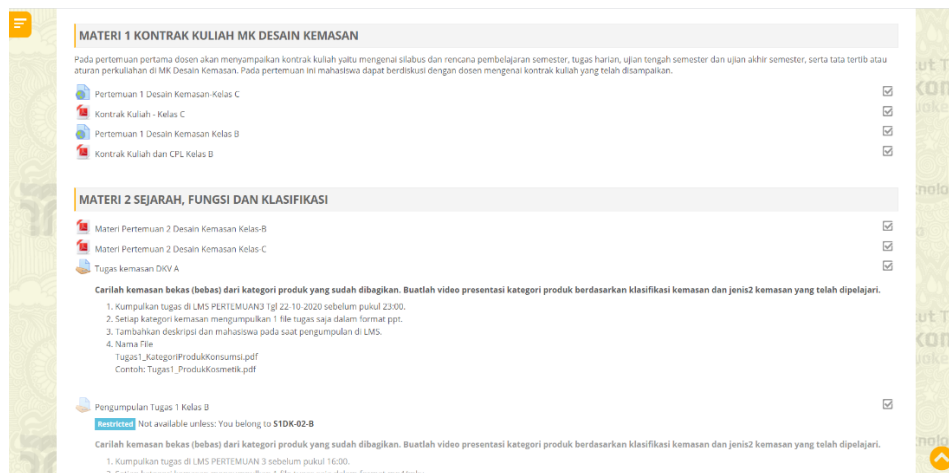 MATERI 1 KONTRAK KULIAH MK DESAIN KEMASAN
Pada pertemuan pertama dosen akan menyampaikan kontrak kuliah yaitu mengenai silabus dan rencana pembelajaran semester, tugas harian, ujian tengah semester dan ujian akhir semester, serta tata tertib atau
aturan perkuliahan di MK Desain Kemasan. Pada pertemuan ini mahasiswa dapat berdiskusi dengan dosen mengenai kontrak kuliah yang telah disampaikan.
Pertemuan 1 Desain Kemasan-Kelas C
Kontrak Kuliah - Kelas C
Pertemuan 1 Desain Kemasan Kelas B
Kontrak Kuliah dan CPL Kelas B
MATERI 2 SEJARAH, FUNGSI DAN KLASIFIKASI
Materi Pertemuan 2 Desain Kemasan Kelas-B
Materi Pertemuan 2 Desain Kemasan Kelas-C
Tugas kemasan DKV A
Carilah kemasan bekas (bebas) dari kategori produk yang sudah dibagikan. Buatlah video presentasi kategori produk berdasarkan klasifikasi kemasan dan jenis2 kemasan yang telah dipelajari.
1. Kumpulkan tugas di LMS PERTEMUAN3 Tgl 22-10-2020 sebelum pukul 23:00.
2. Setiap kategori kemasan mengumpulkan 1 file tugas saja dalam format ppt.
3. Tambahkan deskripsi dan mahasiswa pada saat pengumpulan di LMS.
4. Nama File
Tugas1_KategoriProdukKonsumsi.pdf
Contoh: Tugas1_ProdukKosmetik.pdf
Pengumpulan Tugas 1 Kelas B
Restricted Not available unless: You belong to S1DK-02-B
Carilah kemasan bekas (bebas) dari kategori produk yang sudah dibagikan. Buatlah video presentasi kategori produk berdasarkan klasifikasi kemasan dan jenis2 kemasan yang telah dipelajari.
1. Kumpulkan tugas di LMS PERTEMUAN 3 sebelum pukul 16:00.